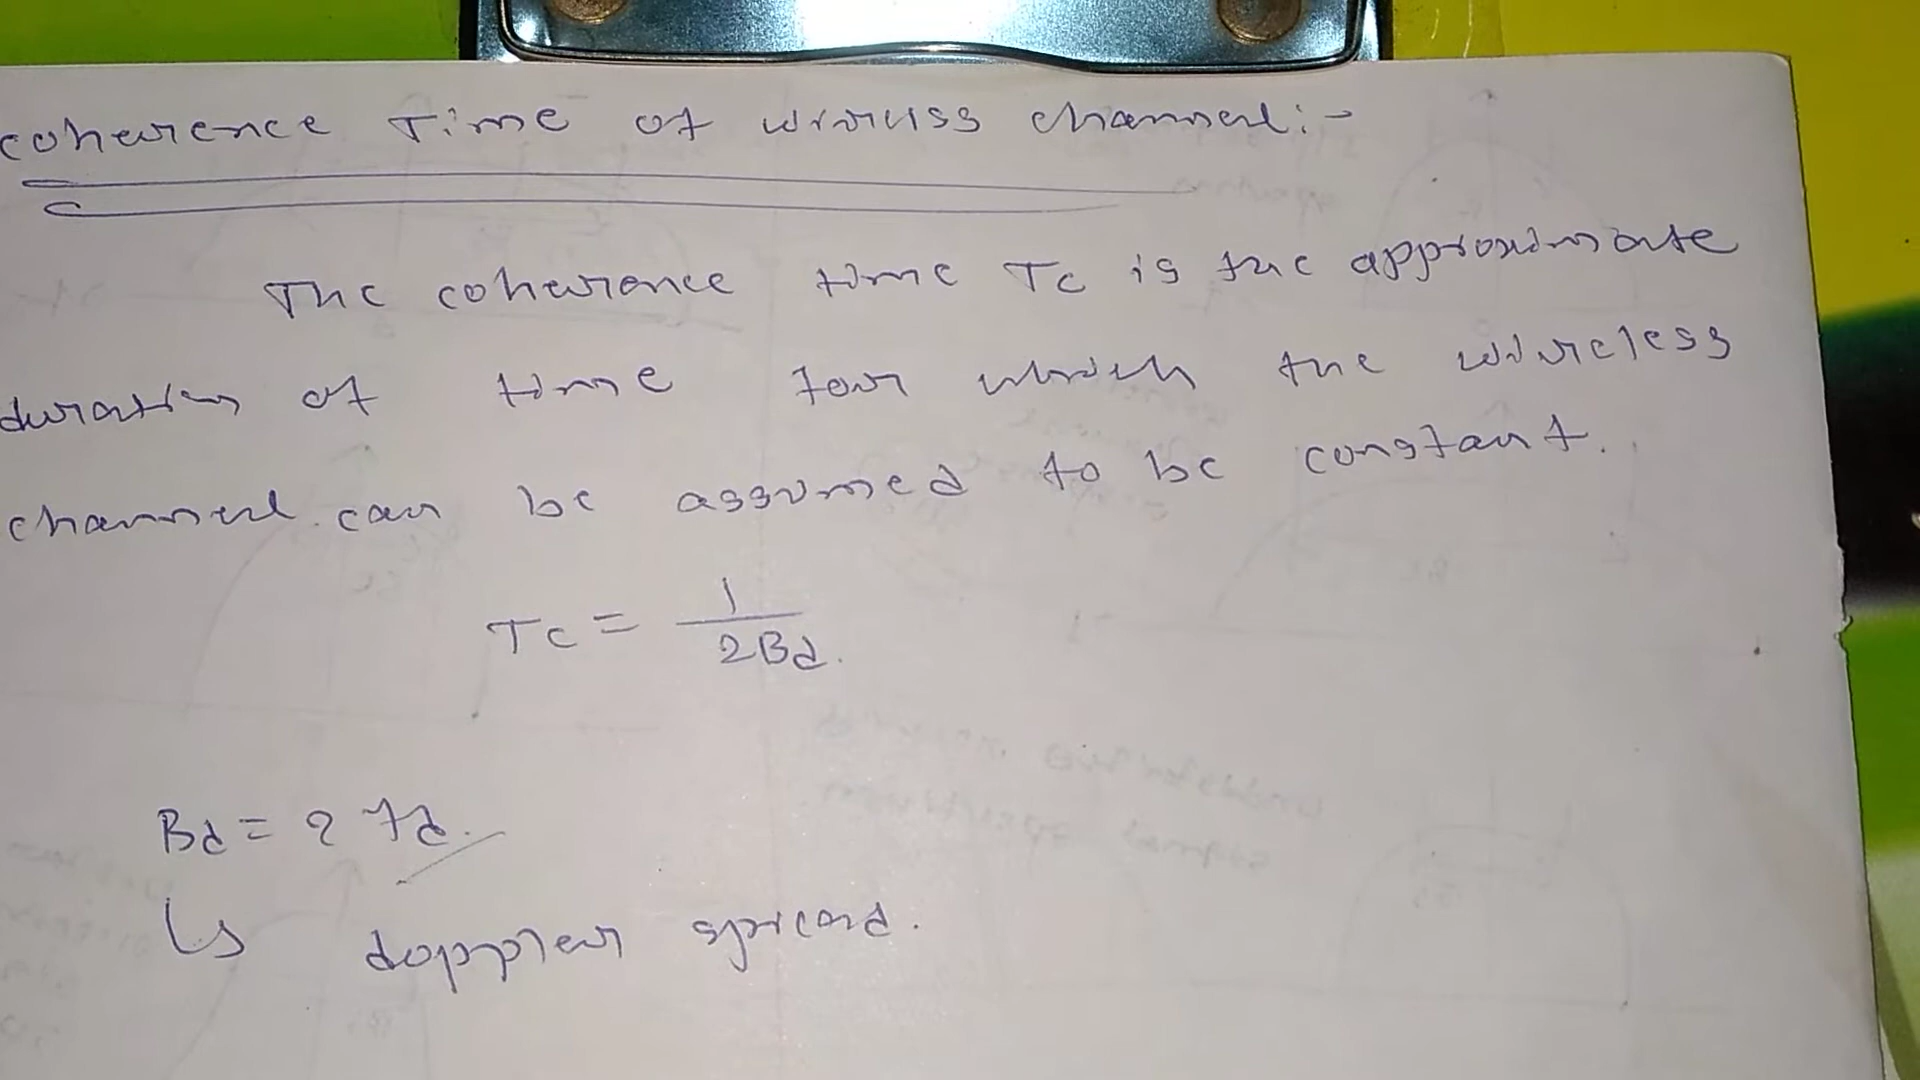 coherence Time of wireless channel:-
The coherence time Tc is the approximate
duration of time for which the wireless
channel can be assumed to be constant.
Tc = 1/2Bd.
Bd = 2 fd.
↳ doppler spread.